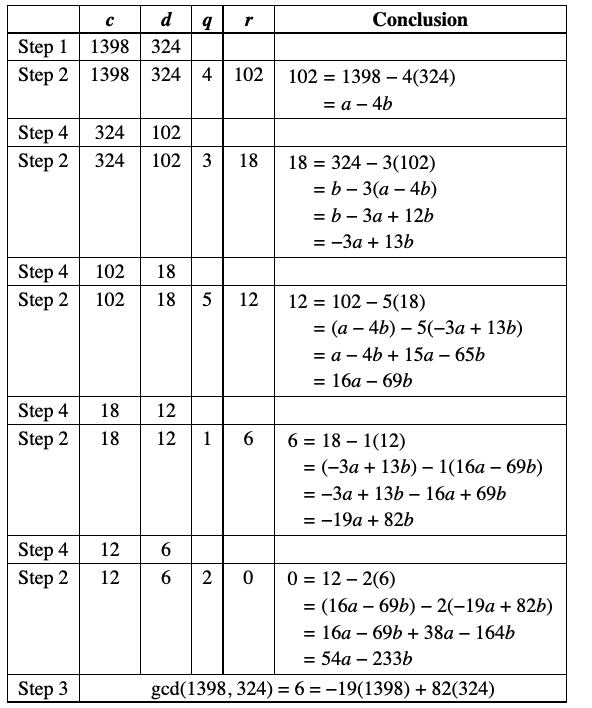 c d q r Conclusion
Step 1 1398 324
Step 2 1398 324 4 102 102 = 1398 − 4(324)
= a − 4b
Step 4 324 102
Step 2 324 102 3 18 18 = 324 − 3(102)
= b − 3(a − 4b)
= b − 3a + 12b
= −3a + 13b
Step 4 102 18
Step 2 102 18 5 12 12 = 102 − 5(18)
= (a − 4b) − 5(−3a + 13b)
= a − 4b + 15a − 65b
= 16a − 69b
Step 4 18 12
Step 2 18 12 1 6 6 = 18 − 1(12)
= (−3a + 13b) − 1(16a − 69b)
= −3a + 13b − 16a + 69b
= −19a + 82b
Step 4 12 6
Step 2 12 6 2 0 0 = 12 − 2(6)
= (16a − 69b) − 2(−19a + 82b)
= 16a − 69b + 38a − 164b
= 54a − 233b
Step 3 gcd(1398, 324) = 6 = −19(1398) + 82(324)